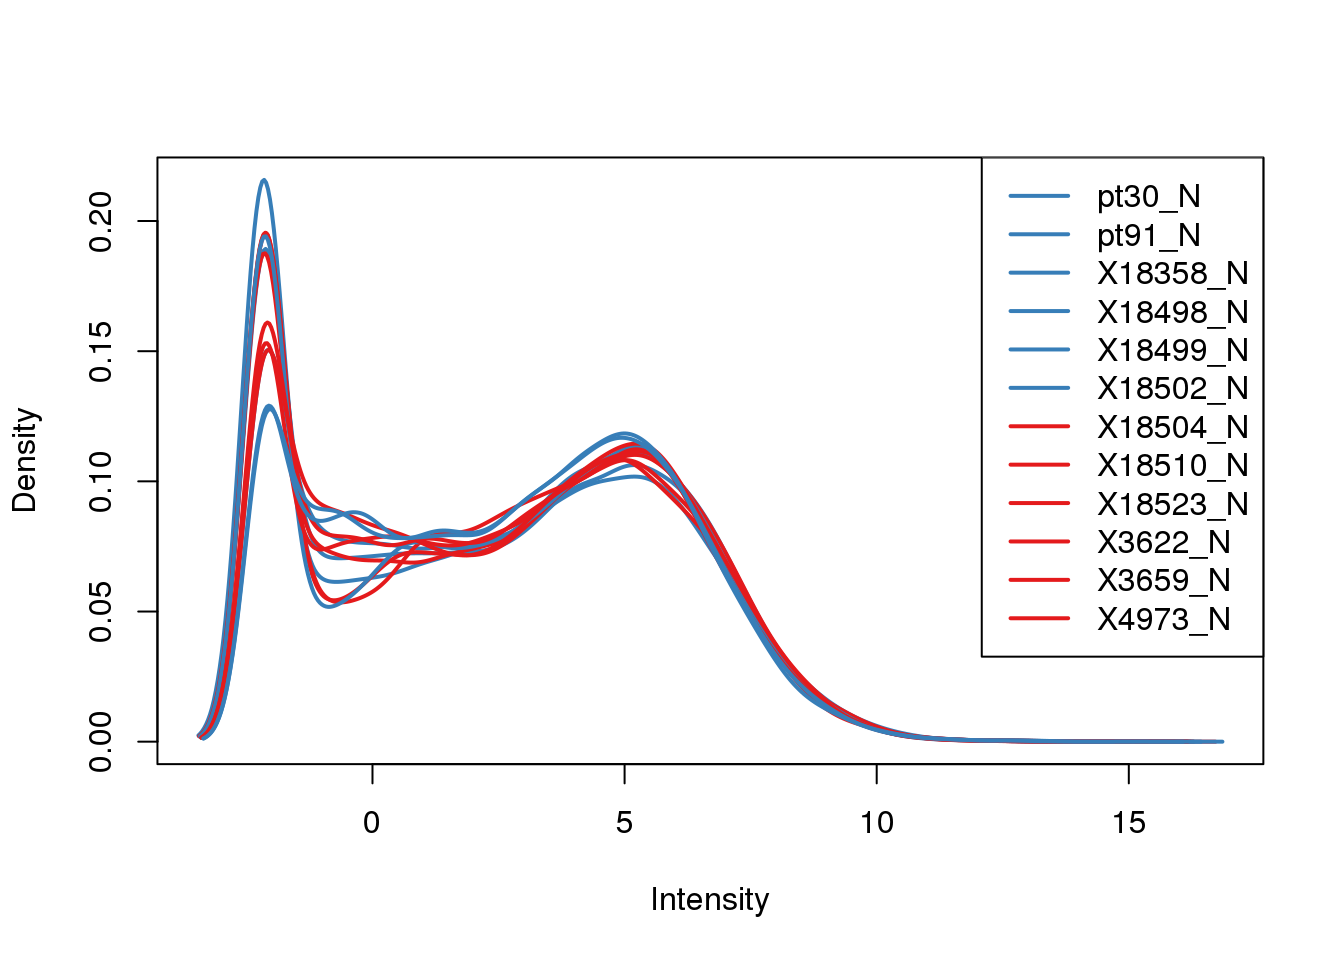 pt30_N
pt91_N
X18358_N
X18498_N
X18499_N
X18502_N
X18504_N
X18510_N
X18523_N
X3622_N
X3659_N
X4973_N
0.20
0.15
0.10
0.05
0.00
Density
0 5 10 15
Intensity